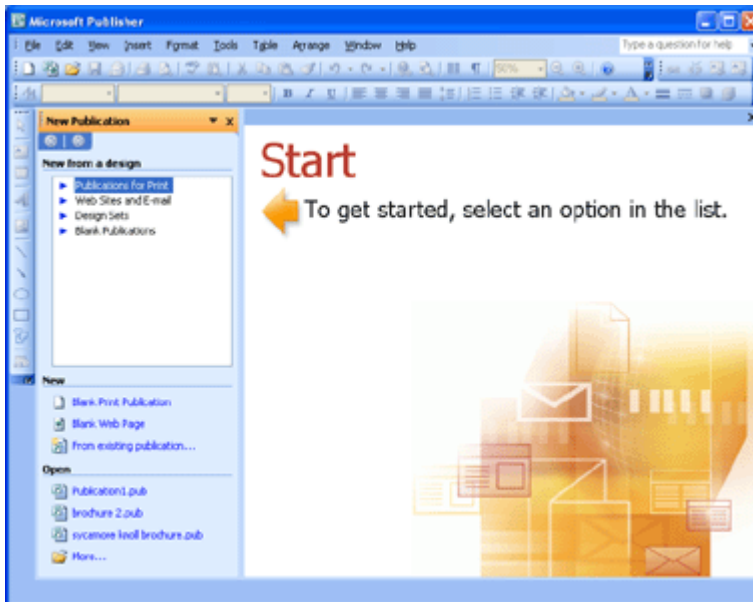 Microsoft Publisher
File Edit View Insert Format Tools Table Arrange Window Help Type a question for help
90%
B I U
New Publication
New from a design
Publications for Print
Web Sites and E-mail
Design Sets
Blank Publications
New
Blank Print Publication
Blank Web Page
From existing publication...
Open
Publication1.pub
brochure 2.pub
sycamore knoll brochure.pub
More...
Start
To get started, select an option in the list.